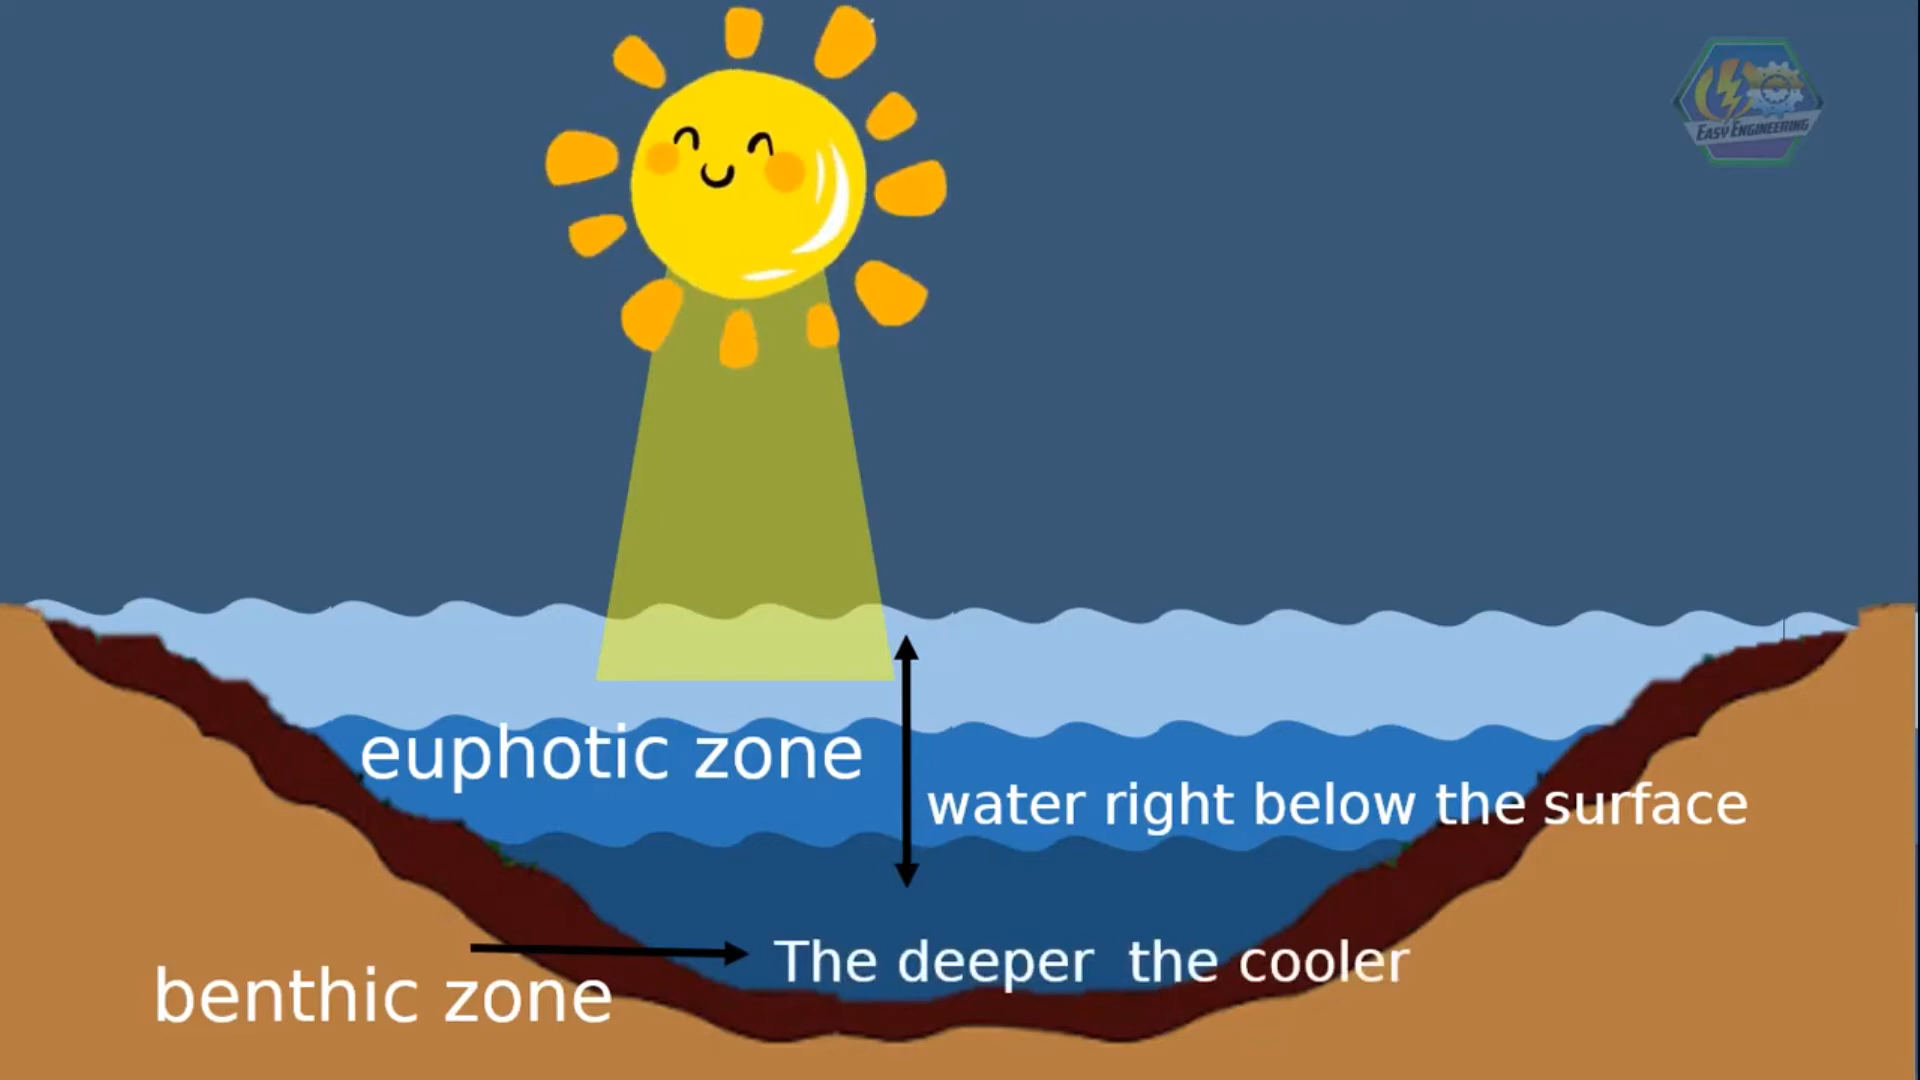 EASY ENGINEERING
euphotic zone
water right below the surface
The deeper the cooler
benthic zone